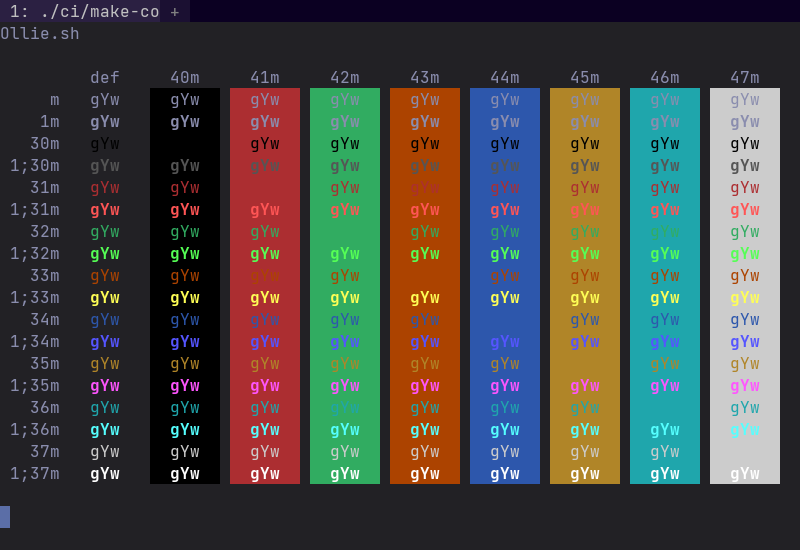 1: ./ci/make-co +
Ollie.sh
def 40m 41m 42m 43m 44m 45m 46m 47m
m gYw gYw gYw gYw gYw gYw gYw gYw gYw
1m gYw gYw gYw gYw gYw gYw gYw gYw gYw
30m gYw gYw gYw gYw gYw gYw gYw gYw
1;30m gYw gYw gYw gYw gYw gYw gYw gYw gYw
31m gYw gYw gYw gYw gYw gYw gYw gYw
1;31m gYw gYw gYw gYw gYw gYw gYw gYw gYw
32m gYw gYw gYw gYw gYw gYw gYw gYw
1;32m gYw gYw gYw gYw gYw gYw gYw gYw gYw
33m gYw gYw gYw gYw gYw gYw gYw gYw
1;33m gYw gYw gYw gYw gYw gYw gYw gYw gYw
34m gYw gYw gYw gYw gYw gYw gYw gYw
1;34m gYw gYw gYw gYw gYw gYw gYw gYw gYw
35m gYw gYw gYw gYw gYw gYw gYw gYw
1;35m gYw gYw gYw gYw gYw gYw gYw gYw gYw
36m gYw gYw gYw gYw gYw gYw gYw gYw
1;36m gYw gYw gYw gYw gYw gYw gYw gYw gYw
37m gYw gYw gYw gYw gYw gYw gYw gYw
1;37m gYw gYw gYw gYw gYw gYw gYw gYw gYw